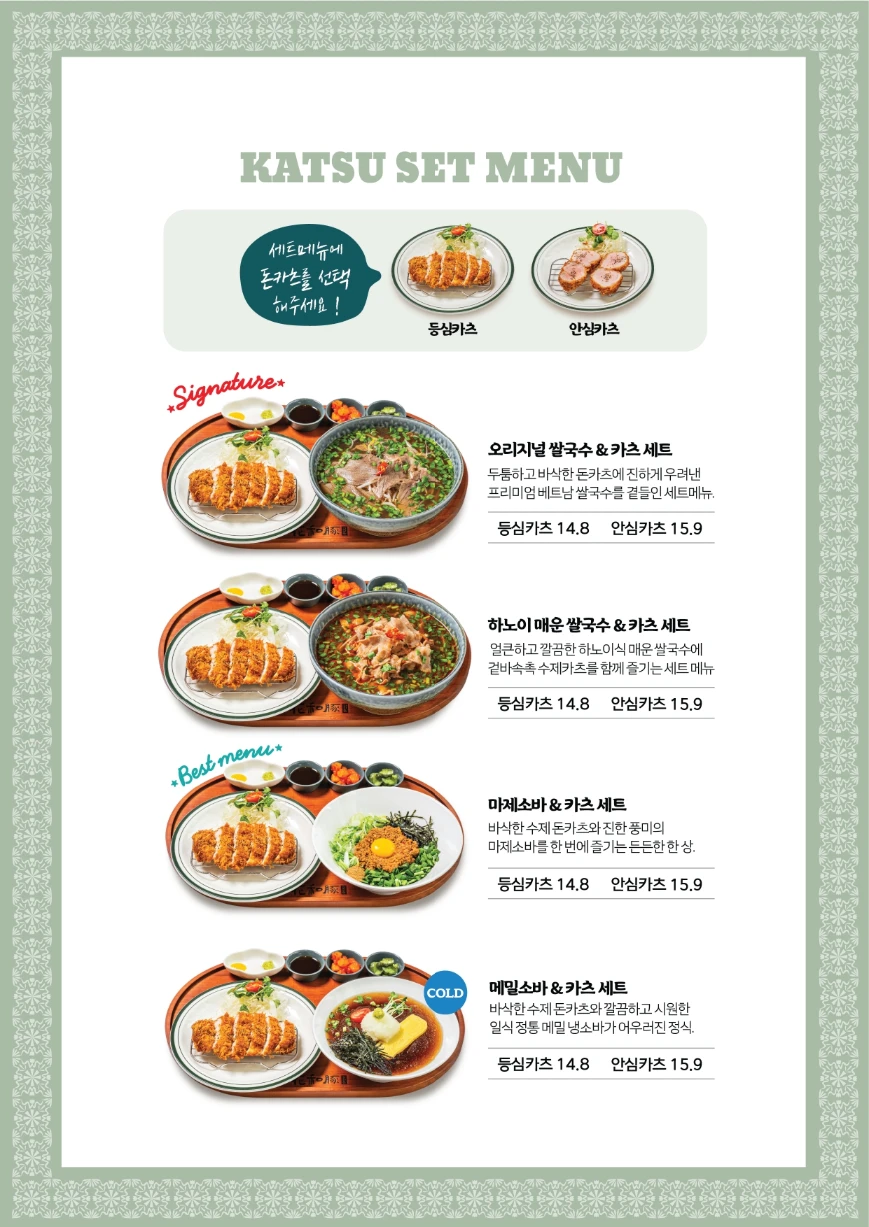 KATSU SET MENU
세트메뉴에
돈카츠를 선택
해주세요!
등심카츠
안심카츠
Signature
오리지널 쌀국수 & 카츠 세트
두툼하고 바삭한 돈카츠에 진하게 우려낸
프리미엄 베트남 쌀국수를 곁들인 세트메뉴.
등심카츠 14.8 안심카츠 15.9
하노이 매운 쌀국수 & 카츠 세트
얼큰하고 깔끔한 하노이식 매운 쌀국수에
겉바속촉 수제카츠를 함께 즐기는 세트 메뉴
등심카츠 14.8 안심카츠 15.9
Best menu
마제소바 & 카츠 세트
바삭한 수제 돈카츠와 진한 풍미의
마제소바를 한 번에 즐기는 든든한 한 상.
등심카츠 14.8 안심카츠 15.9
COLD
메밀소바 & 카츠 세트
바삭한 수제 돈카츠와 깔끔하고 시원한
일식 정통 메밀 냉소바가 어우러진 정식.
등심카츠 14.8 안심카츠 15.9